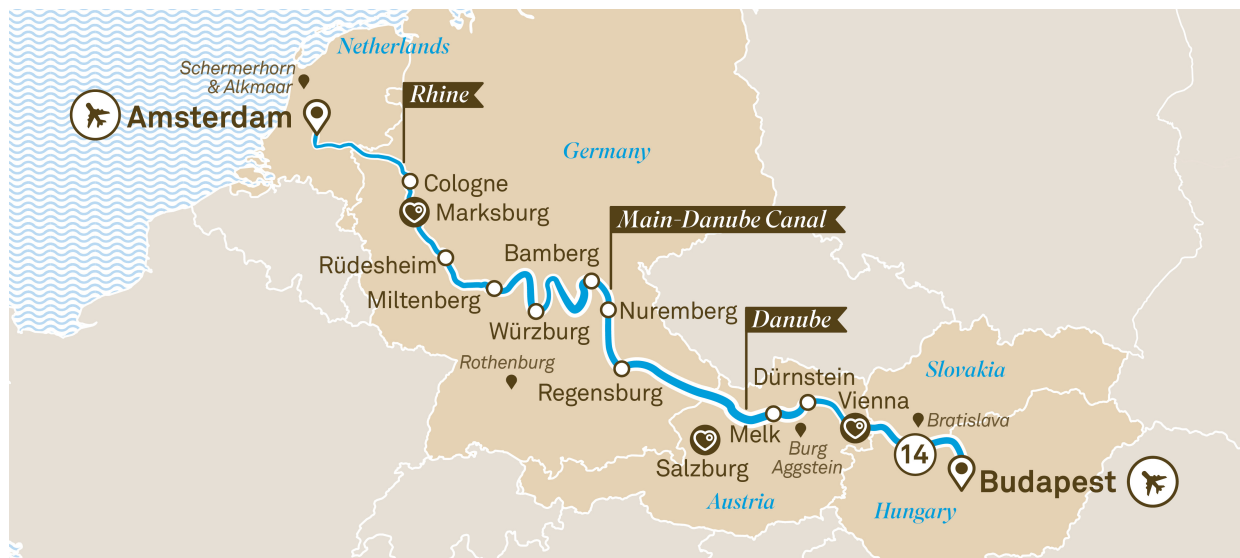 Netherlands
Schermerhorn
& Alkmaar
Rhine
Amsterdam
Germany
Cologne
Marksburg
Main-Danube Canal
Bamberg
Rüdesheim
Miltenberg
Nuremberg
Danube
Würzburg
Rothenburg
Slovakia
Dürnstein
Regensburg
Vienna
Bratislava
Melk
Burg
Aggstein
14
Salzburg
Budapest
Austria
Hungary